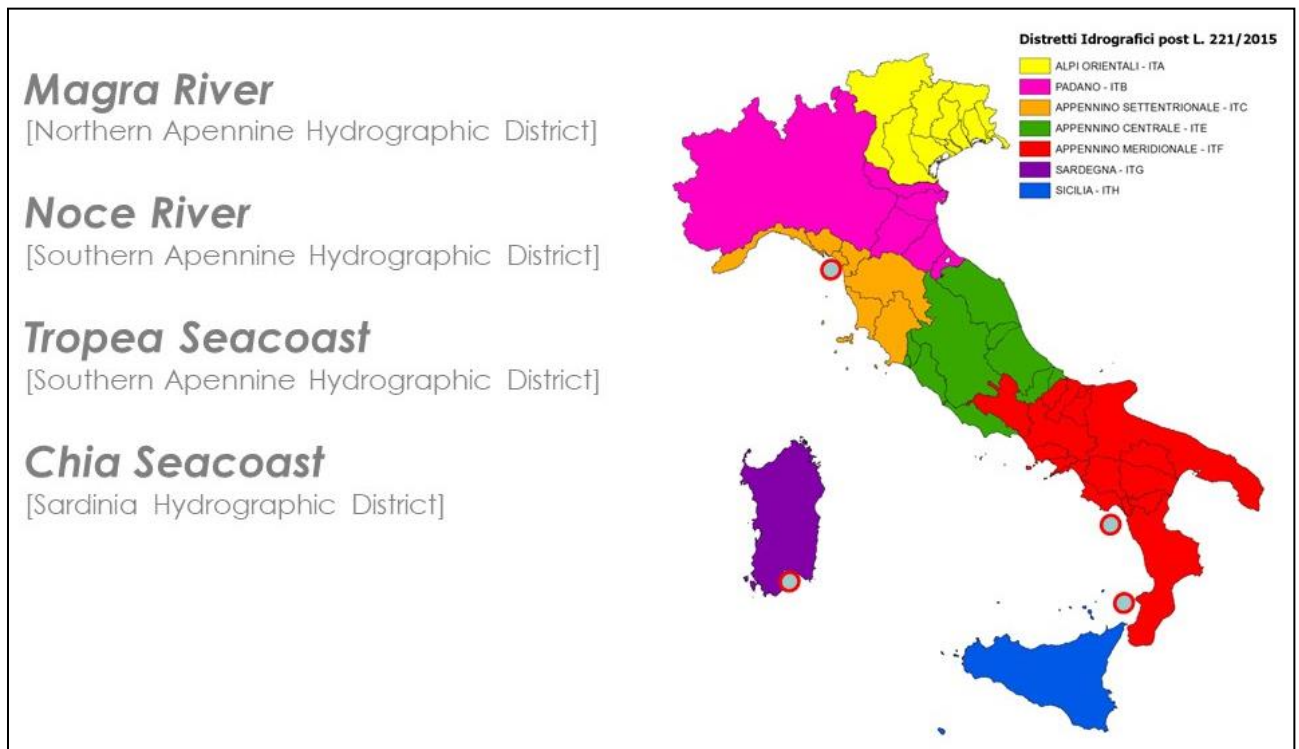 Magra River
[Northern Apennine Hydrographic District]
Noce River
[Southern Apennine Hydrographic District]
Tropea Seacoast
[Southern Apennine Hydrographic District]
Chia Seacoast
[Sardinia Hydrographic District]
Distretti Idrografici post L. 221/2015
ALPI ORIENTALI - ITA
PADANO - ITB
APPENNINO SETTENTRIONALE - ITC
APPENNINO CENTRALE - ITE
APPENNINO MERIDIONALE - ITF
SARDEGNA - ITG
SICILIA - ITH